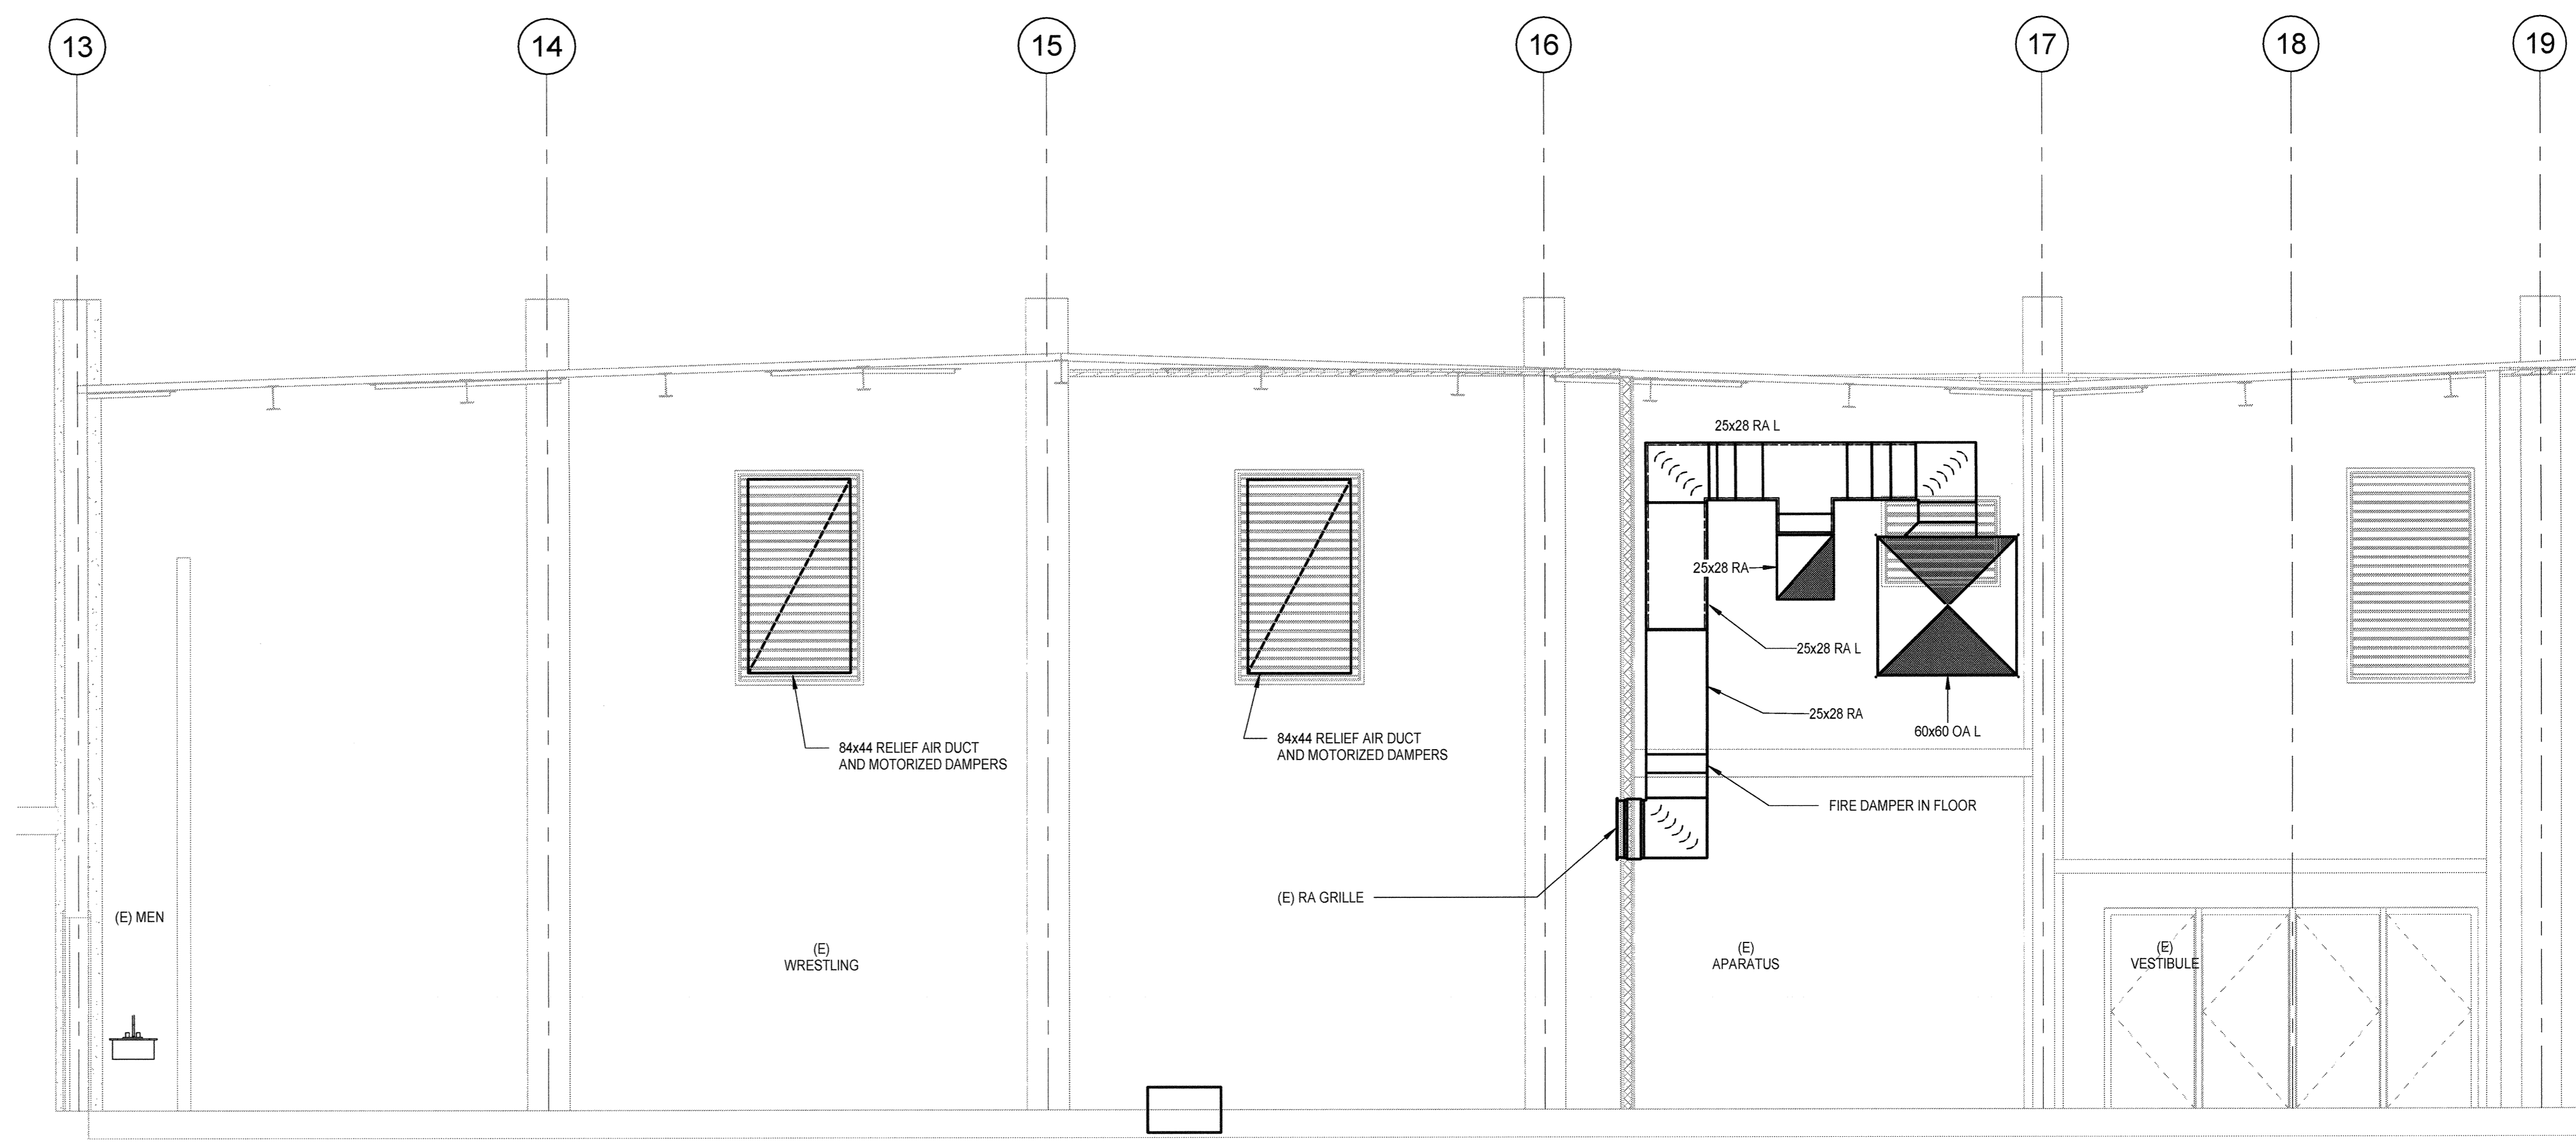 13
14
15
16
17
18
19
25x28 RA L
25x28 RA
25x28 RA L
25x28 RA
60x60 OA L
84x44 RELIEF AIR DUCT
AND MOTORIZED DAMPERS
84x44 RELIEF AIR DUCT
AND MOTORIZED DAMPERS
FIRE DAMPER IN FLOOR
(E) RA GRILLE
(E) MEN
(E)
WRESTLING
(E)
APARATUS
(E)
VESTIBULE